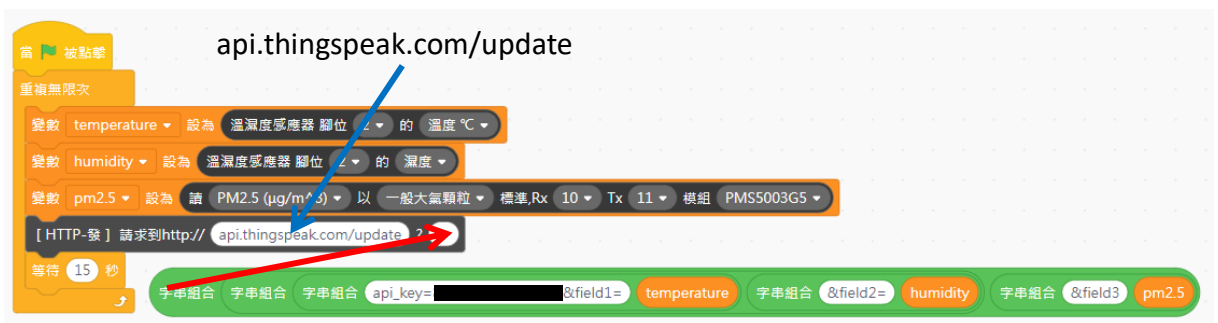 api.thingspeak.com/update
當 被點擊
重複無限次
變數 temperature 設為 溫濕度感應器 腳位 2 的 溫度 ℃
變數 humidity 設為 溫濕度感應器 腳位 2 的 濕度
變數 pm2.5 設為 讀 PM2.5 (μg/m^3) 以 一般大氣顆粒 標準,Rx 10 Tx 11 模組 PMS5003G5
[ HTTP-發 ] 請求到http:// api.thingspeak.com/update ?
等待 15 秒
字串組合 字串組合 字串組合 api_key= &field1= temperature 字串組合 &field2= humidity 字串組合 &field3 pm2.5